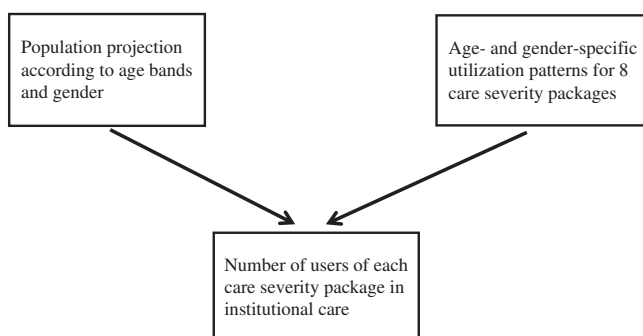 Population projection
according to age bands
and gender
Age- and gender-specific
utilization patterns for 8
care severity packages
Number of users of each
care severity package in
institutional care